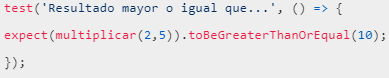 test('Resultado mayor o igual que...', () => {
expect(multiplicar(2,5)).toBeGreaterThanOrEqual(10);
});